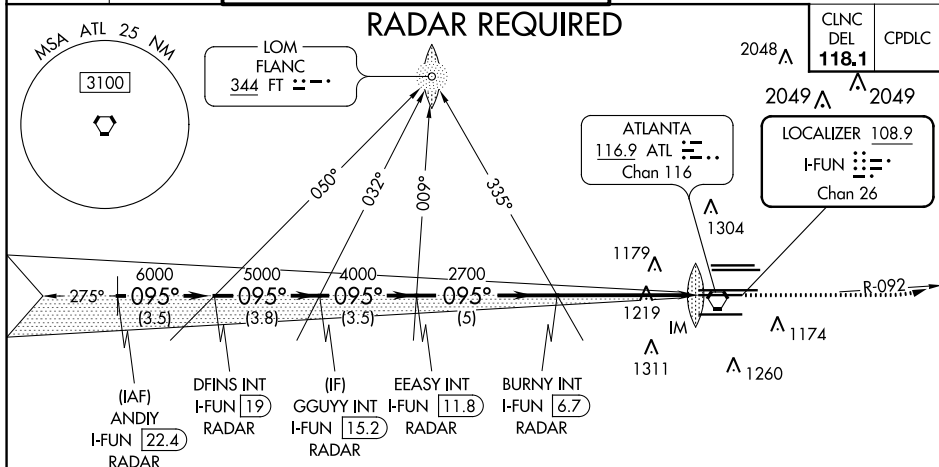 RADAR REQUIRED
CLNC
DEL
118.1
CPDLC
MSA ATL 25 NM
3100
LOM
FLANC
344 FT
2048
2049
2049
ATLANTA
116.9 ATL
Chan 116
LOCALIZER 108.9
I-FUN
Chan 26
050°
032°
009°
335°
1304
1179
1219
1311
IM
1174
1260
R-092
275°
6000
095°
(3.5)
5000
095°
(3.8)
4000
095°
(3.5)
2700
095°
(5)
(IAF)
ANDIY
I-FUN 22.4
RADAR
DFINS INT
I-FUN 19
RADAR
(IF)
GGUYY INT
I-FUN 15.2
RADAR
EEASY INT
I-FUN 11.8
RADAR
BURNY INT
I-FUN 6.7
RADAR